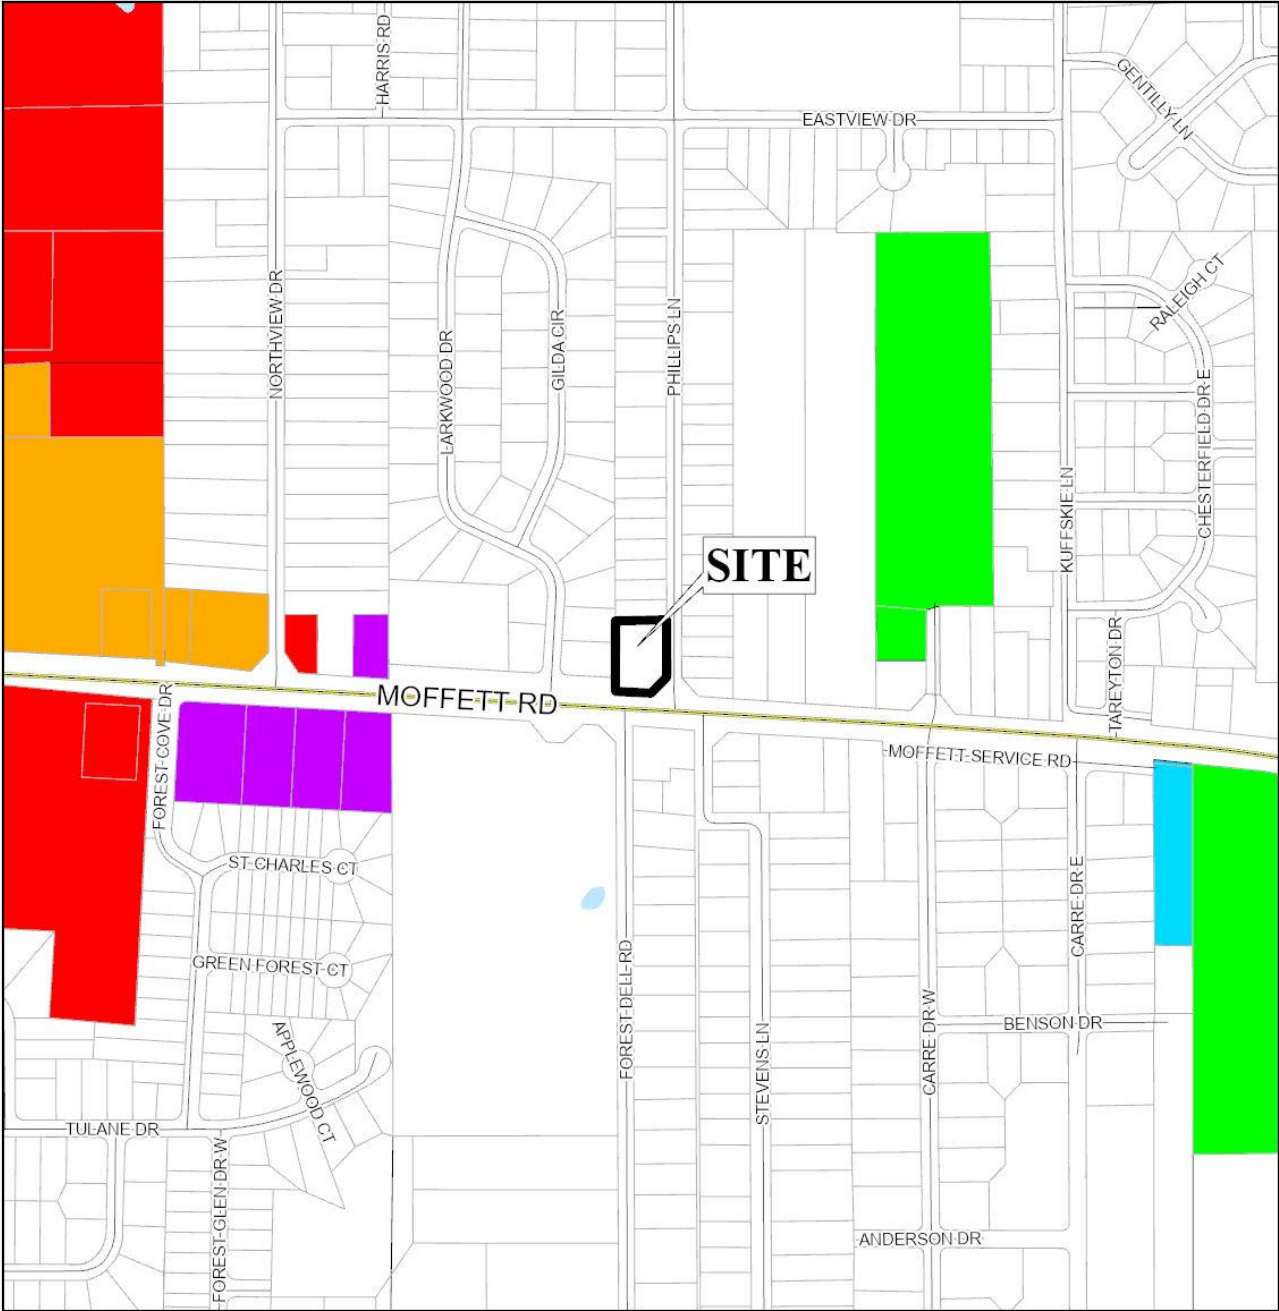 HARRIS RD
GENTILLY LN
EASTVIEW DR
RALEIGH CT
NORTHVIEW DR
LARKWOOD DR
GILDA CIR
PHILLIPS LN
CHESTERFIELD DR E
KUFFSKIE LN
SITE
TAREYTON DR
MOFFETT RD
FOREST COVE DR
MOFFETT SERVICE RD
ST CHARLES CT
CARRE DR E
GREEN FOREST CT
FOREST DELL RD
STEVENS LN
CARRE DR W
BENSON DR
APPLEWOOD CT
TULANE DR
FOREST GLEN DR W
ANDERSON DR